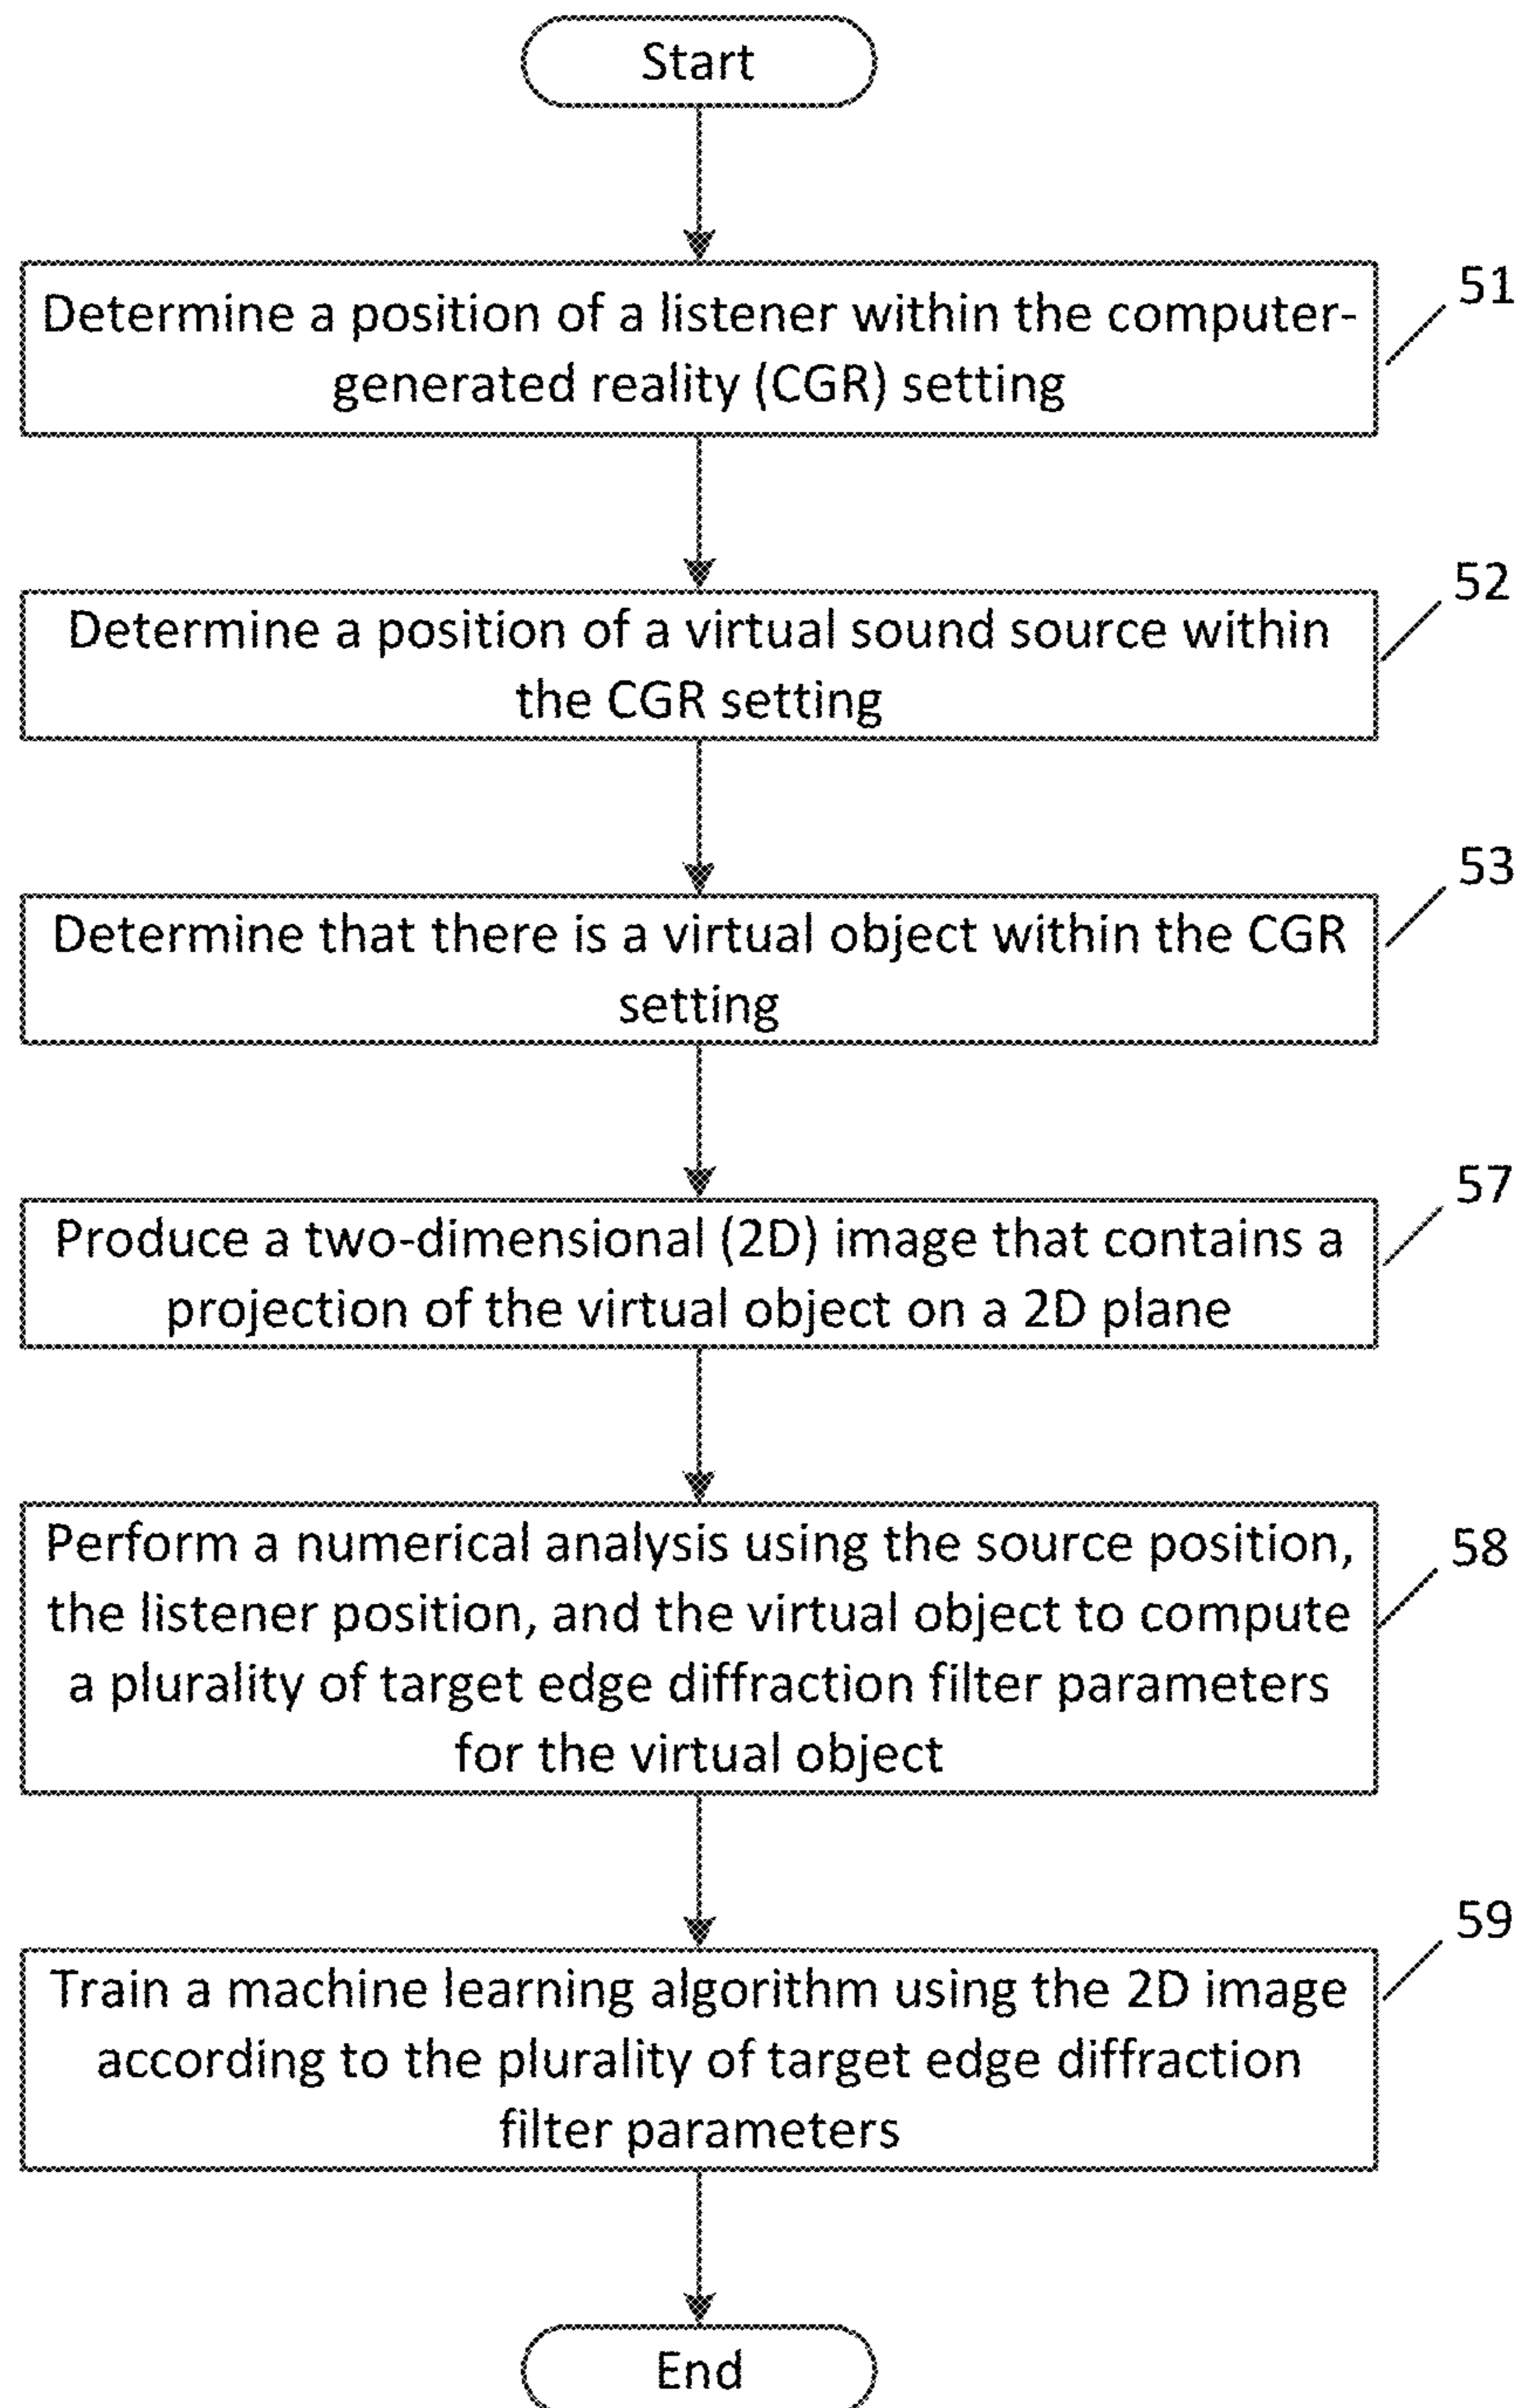 Start
Determine a position of a listener within the computer-
generated reality (CGR) setting
51
Determine a position of a virtual sound source within
the CGR setting
52
Determine that there is a virtual object within the CGR
setting
53
Produce a two-dimensional (2D) image that contains a
projection of the virtual object on a 2D plane
57
Perform a numerical analysis using the source position,
the listener position, and the virtual object to compute
a plurality of target edge diffraction filter parameters
for the virtual object
58
Train a machine learning algorithm using the 2D image
according to the plurality of target edge diffraction
filter parameters
59
End